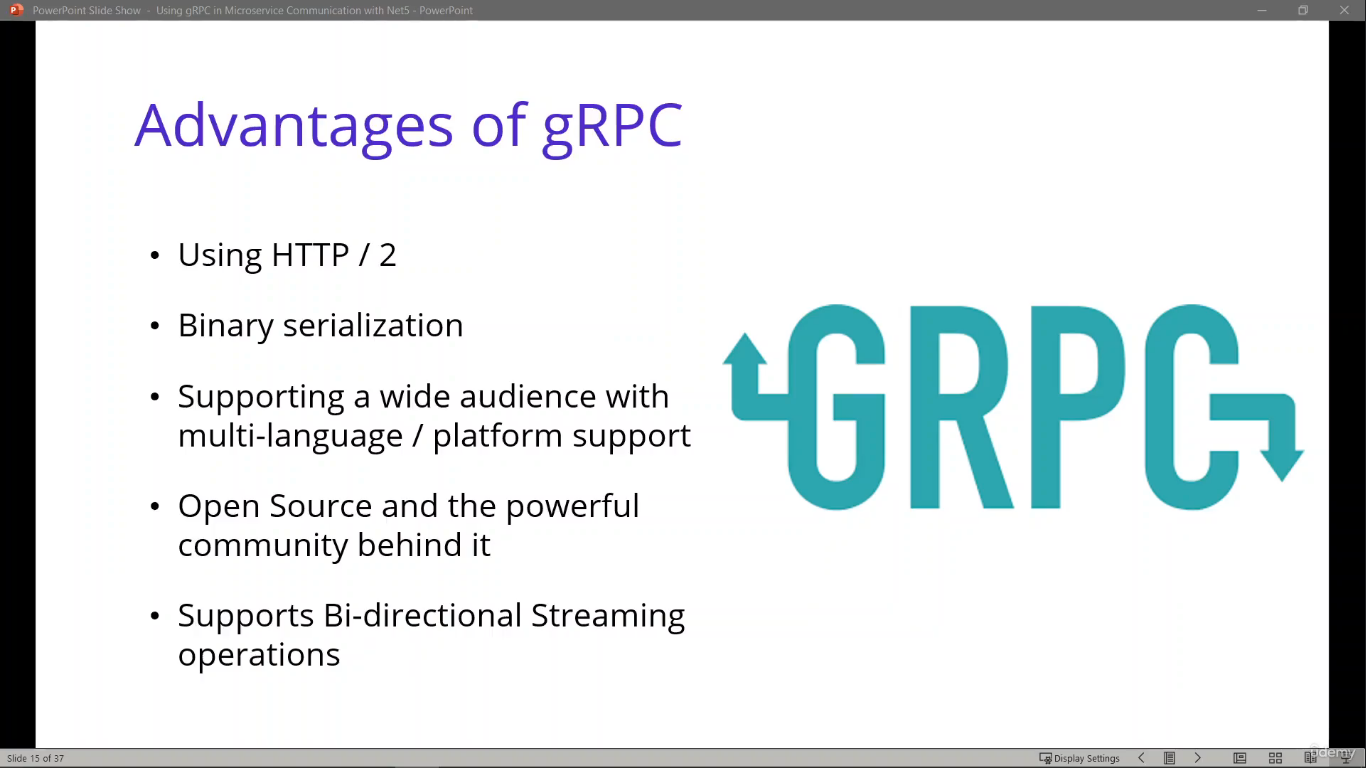 PowerPoint Slide Show - Using gRPC in Microservice Communication with Net5 - PowerPoint
Advantages of gRPC
• Using HTTP / 2
• Binary serialization
• Supporting a wide audience with
multi-language / platform support
• Open Source and the powerful
community behind it
• Supports Bi-directional Streaming
operations
GRPC
Slide 15 of 37
Display Settings
udemy